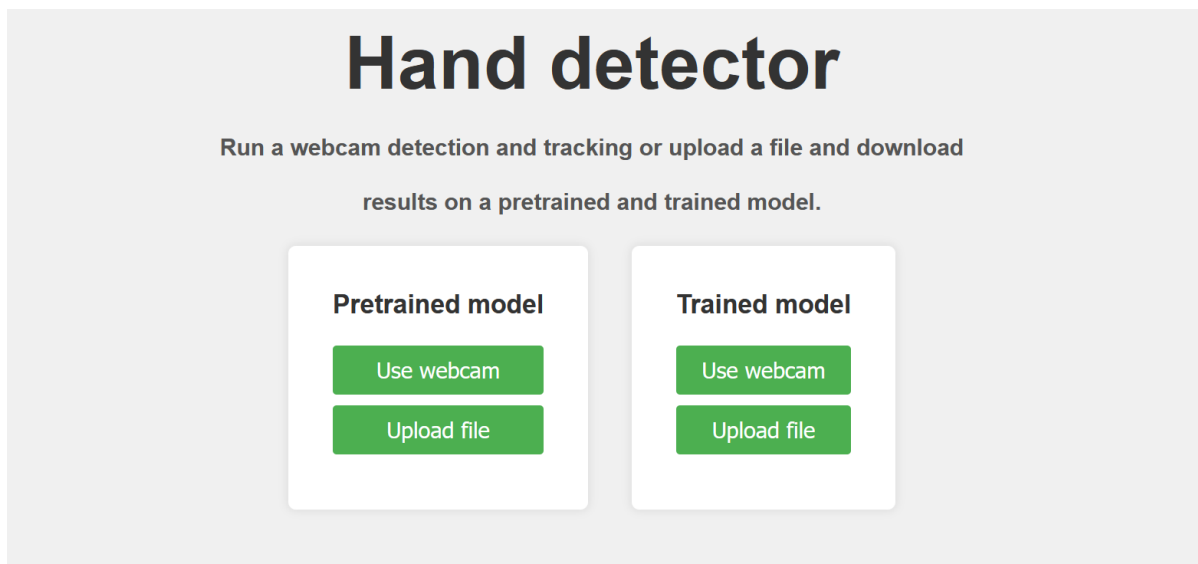 Hand detector
Run a webcam detection and tracking or upload a file and download
results on a pretrained and trained model.
Pretrained model
Use webcam
Upload file
Trained model
Use webcam
Upload file